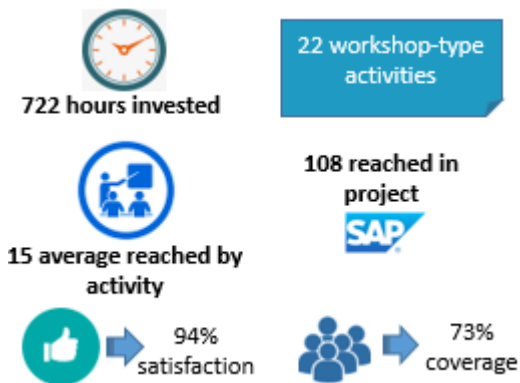 722 hours invested
22 workshop-type
activities
15 average reached by
activity
108 reached in
project
SAP
94%
satisfaction
73%
coverage